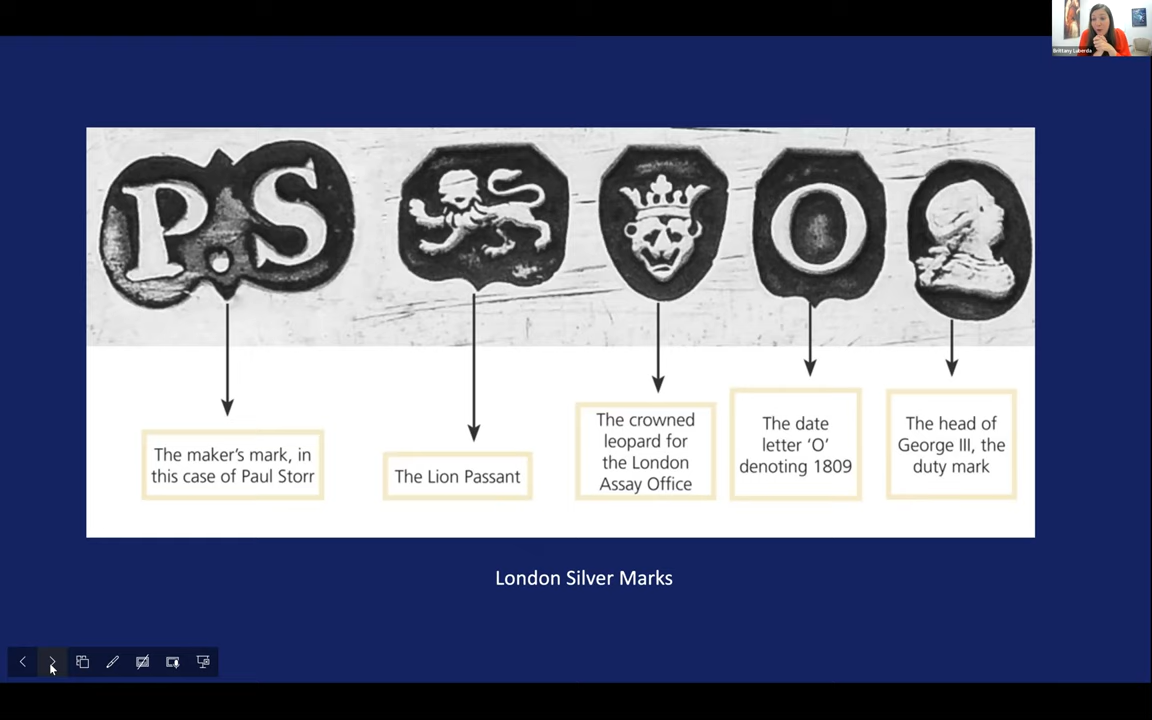 Brittany Luberda
P.S
O
The maker's mark, in
this case of Paul Storr
The Lion Passant
The crowned
leopard for
the London
Assay Office
The date
letter ‘O’
denoting 1809
The head of
George III, the
duty mark
London Silver Marks